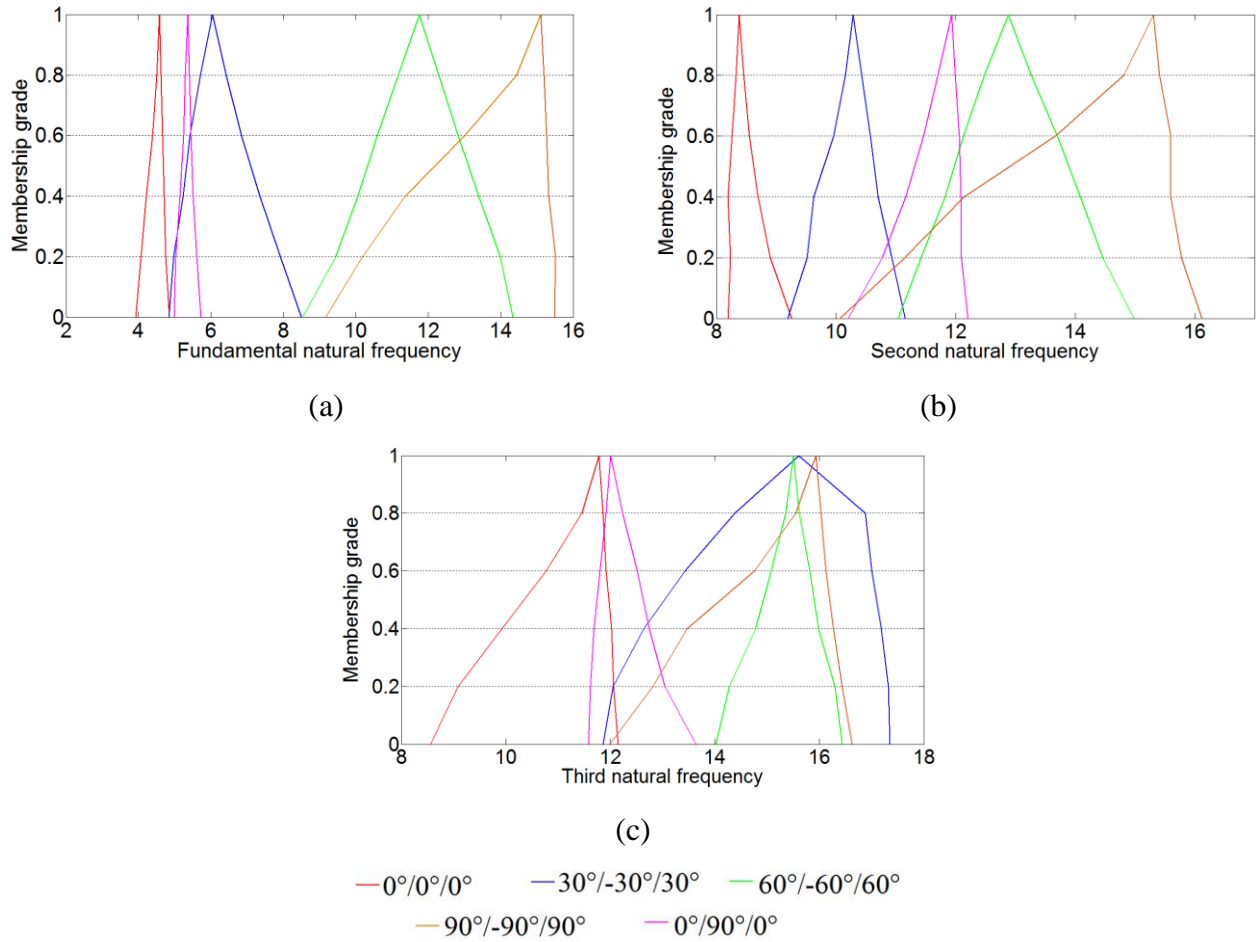 1
0.8
0.6
0.4
0.2
0
Membership grade
2 4 6 8 10 12 14 16
Fundamental natural frequency
(a)
1
0.8
0.6
0.4
0.2
0
Membership grade
8 10 12 14 16
Second natural frequency
(b)
1
0.8
0.6
0.4
0.2
0
Membership grade
8 10 12 14 16 18
Third natural frequency
(c)
0°/0°/0° 30°/-30°/30° 60°/-60°/60°
90°/-90°/90° 0°/90°/0°